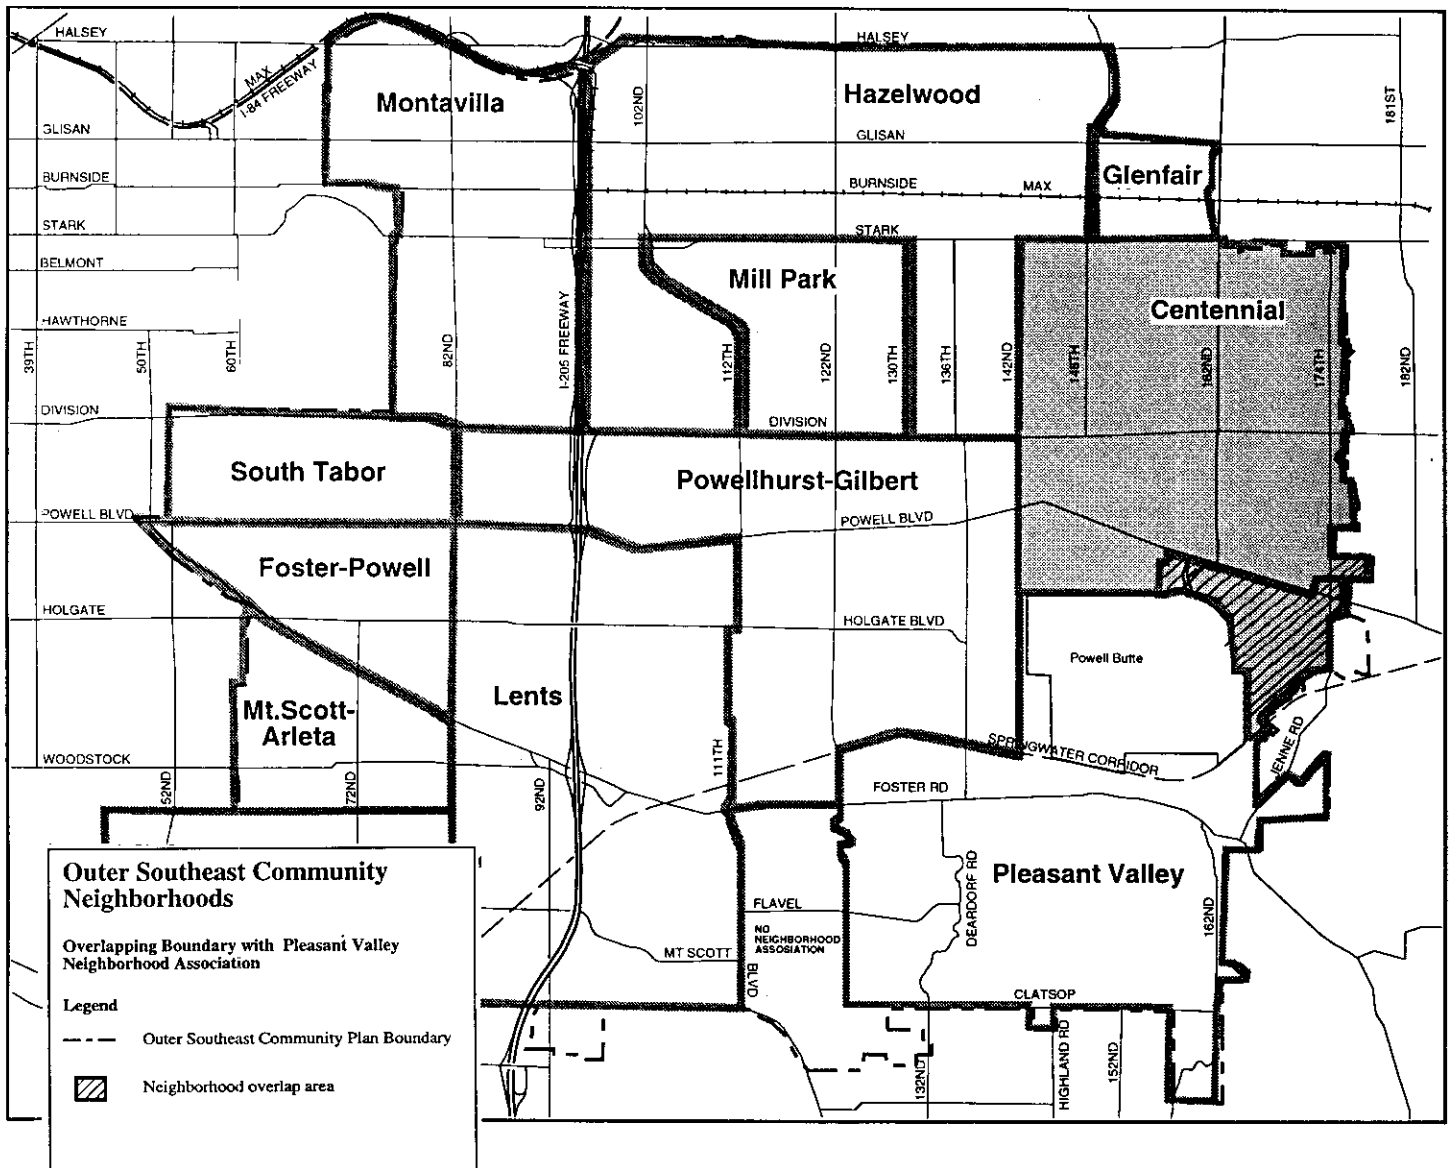 HALSEY
HALSEY
MAX
I-84 FREEWAY
Montavilla
102ND
Hazelwood
181ST
GLISAN
GLISAN
BURNSIDE
BURNSIDE
MAX
Glenfair
STARK
STARK
BELMONT
Mill Park
Centennial
HAWTHORNE
39TH
50TH
60TH
82ND
I-205 FREEWAY
112TH
122ND
130TH
136TH
142ND
148TH
162ND
174TH
182ND
DIVISION
DIVISION
South Tabor
Powellhurst-Gilbert
POWELL BLVD
POWELL BLVD
Foster-Powell
HOLGATE
HOLGATE BLVD
Powell Butte
Lents
Mt.Scott-
Arleta
WOODSTOCK
52ND
72ND
92ND
111TH
SPRINGWATER CORRIDOR
JENNE RD
FOSTER RD
Pleasant Valley
DEARDORF RD
162ND
FLAVEL
NO
NEIGHBORHOOD
ASSOSIATION
MT SCOTT
BLVD
CLATSOP
132ND
HIGHLAND RD
152ND
Outer Southeast Community
Neighborhoods
Overlapping Boundary with Pleasant Valley
Neighborhood Association
Legend
Outer Southeast Community Plan Boundary
Neighborhood overlap area